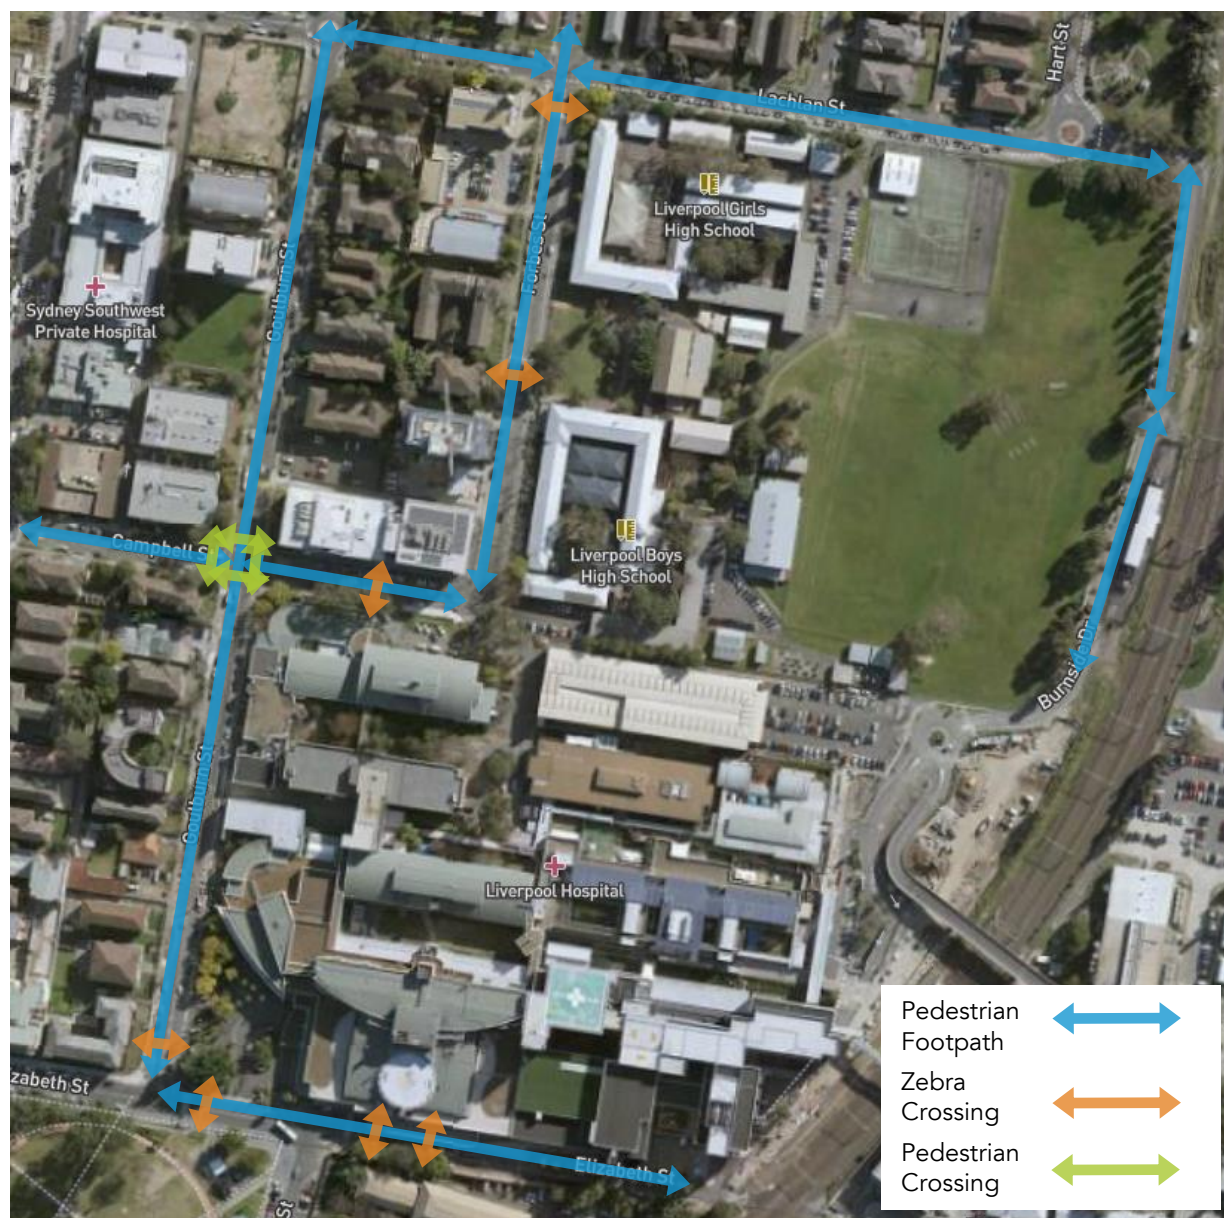 Hart St
Lachlan St
Liverpool Girls
High School
Forbes St
Goulburn St
Sydney Southwest
Private Hospital
Campbell St
Liverpool Boys
High School
Burnside Dr
Goulburn St
Liverpool Hospital
zabeth St
Elizabeth St
St
Pedestrian
Footpath
Zebra
Crossing
Pedestrian
Crossing